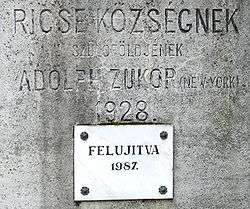 RICSE KÖZSÉGNEK
SZÜLŐFÖLDJÉNEK
ADOLPH ZUKOR (NEW-YORK)
1928.
FELUJITVA
1987.